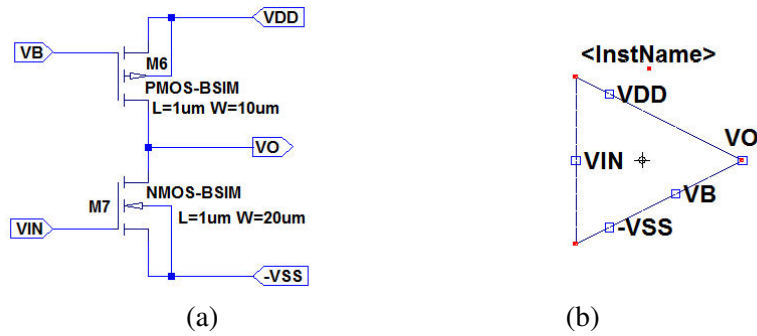 VDD
VB
M6
PMOS-BSIM
L=1um W=10um
VO
NMOS-BSIM
M7
L=1um W=20um
VIN
-VSS
(a)
<InstName>
VDD
VO
VIN
VB
-VSS
(b)